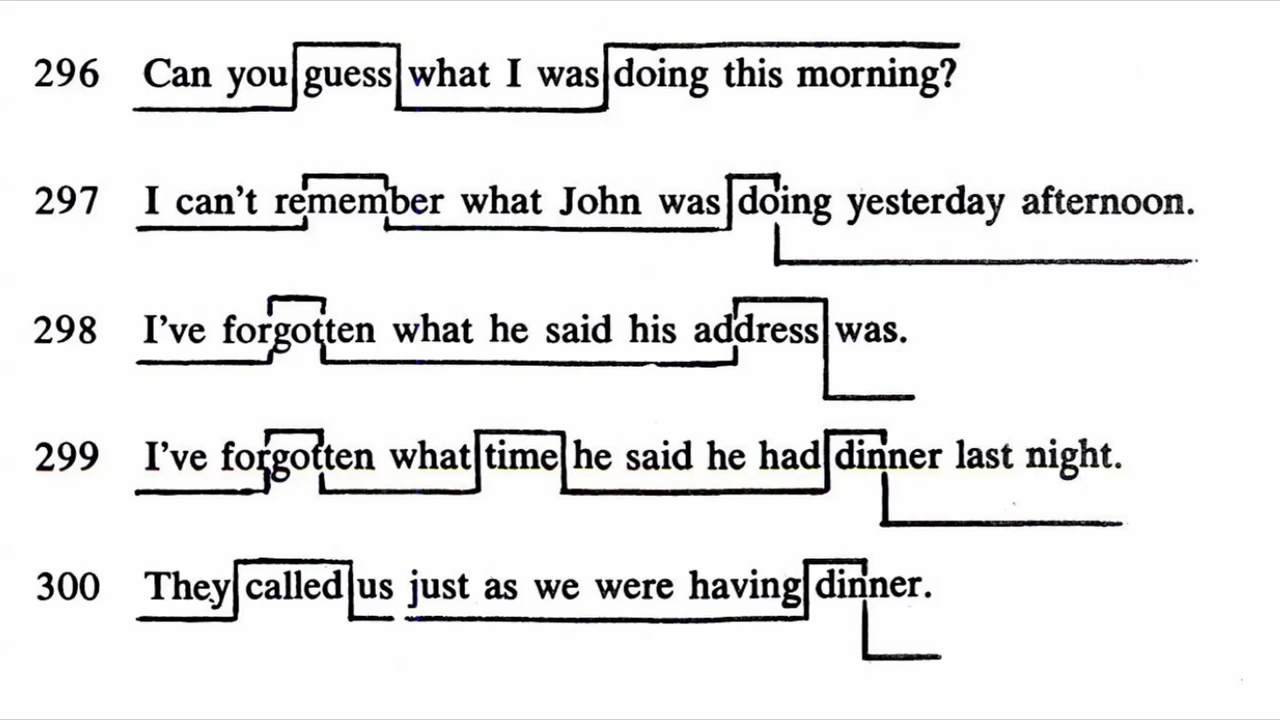 296 Can you guess what I was doing this morning?
297 I can't remember what John was doing yesterday afternoon.
298 I've forgotten what he said his address was.
299 I've forgotten what time he said he had dinner last night.
300 They called us just as we were having dinner.